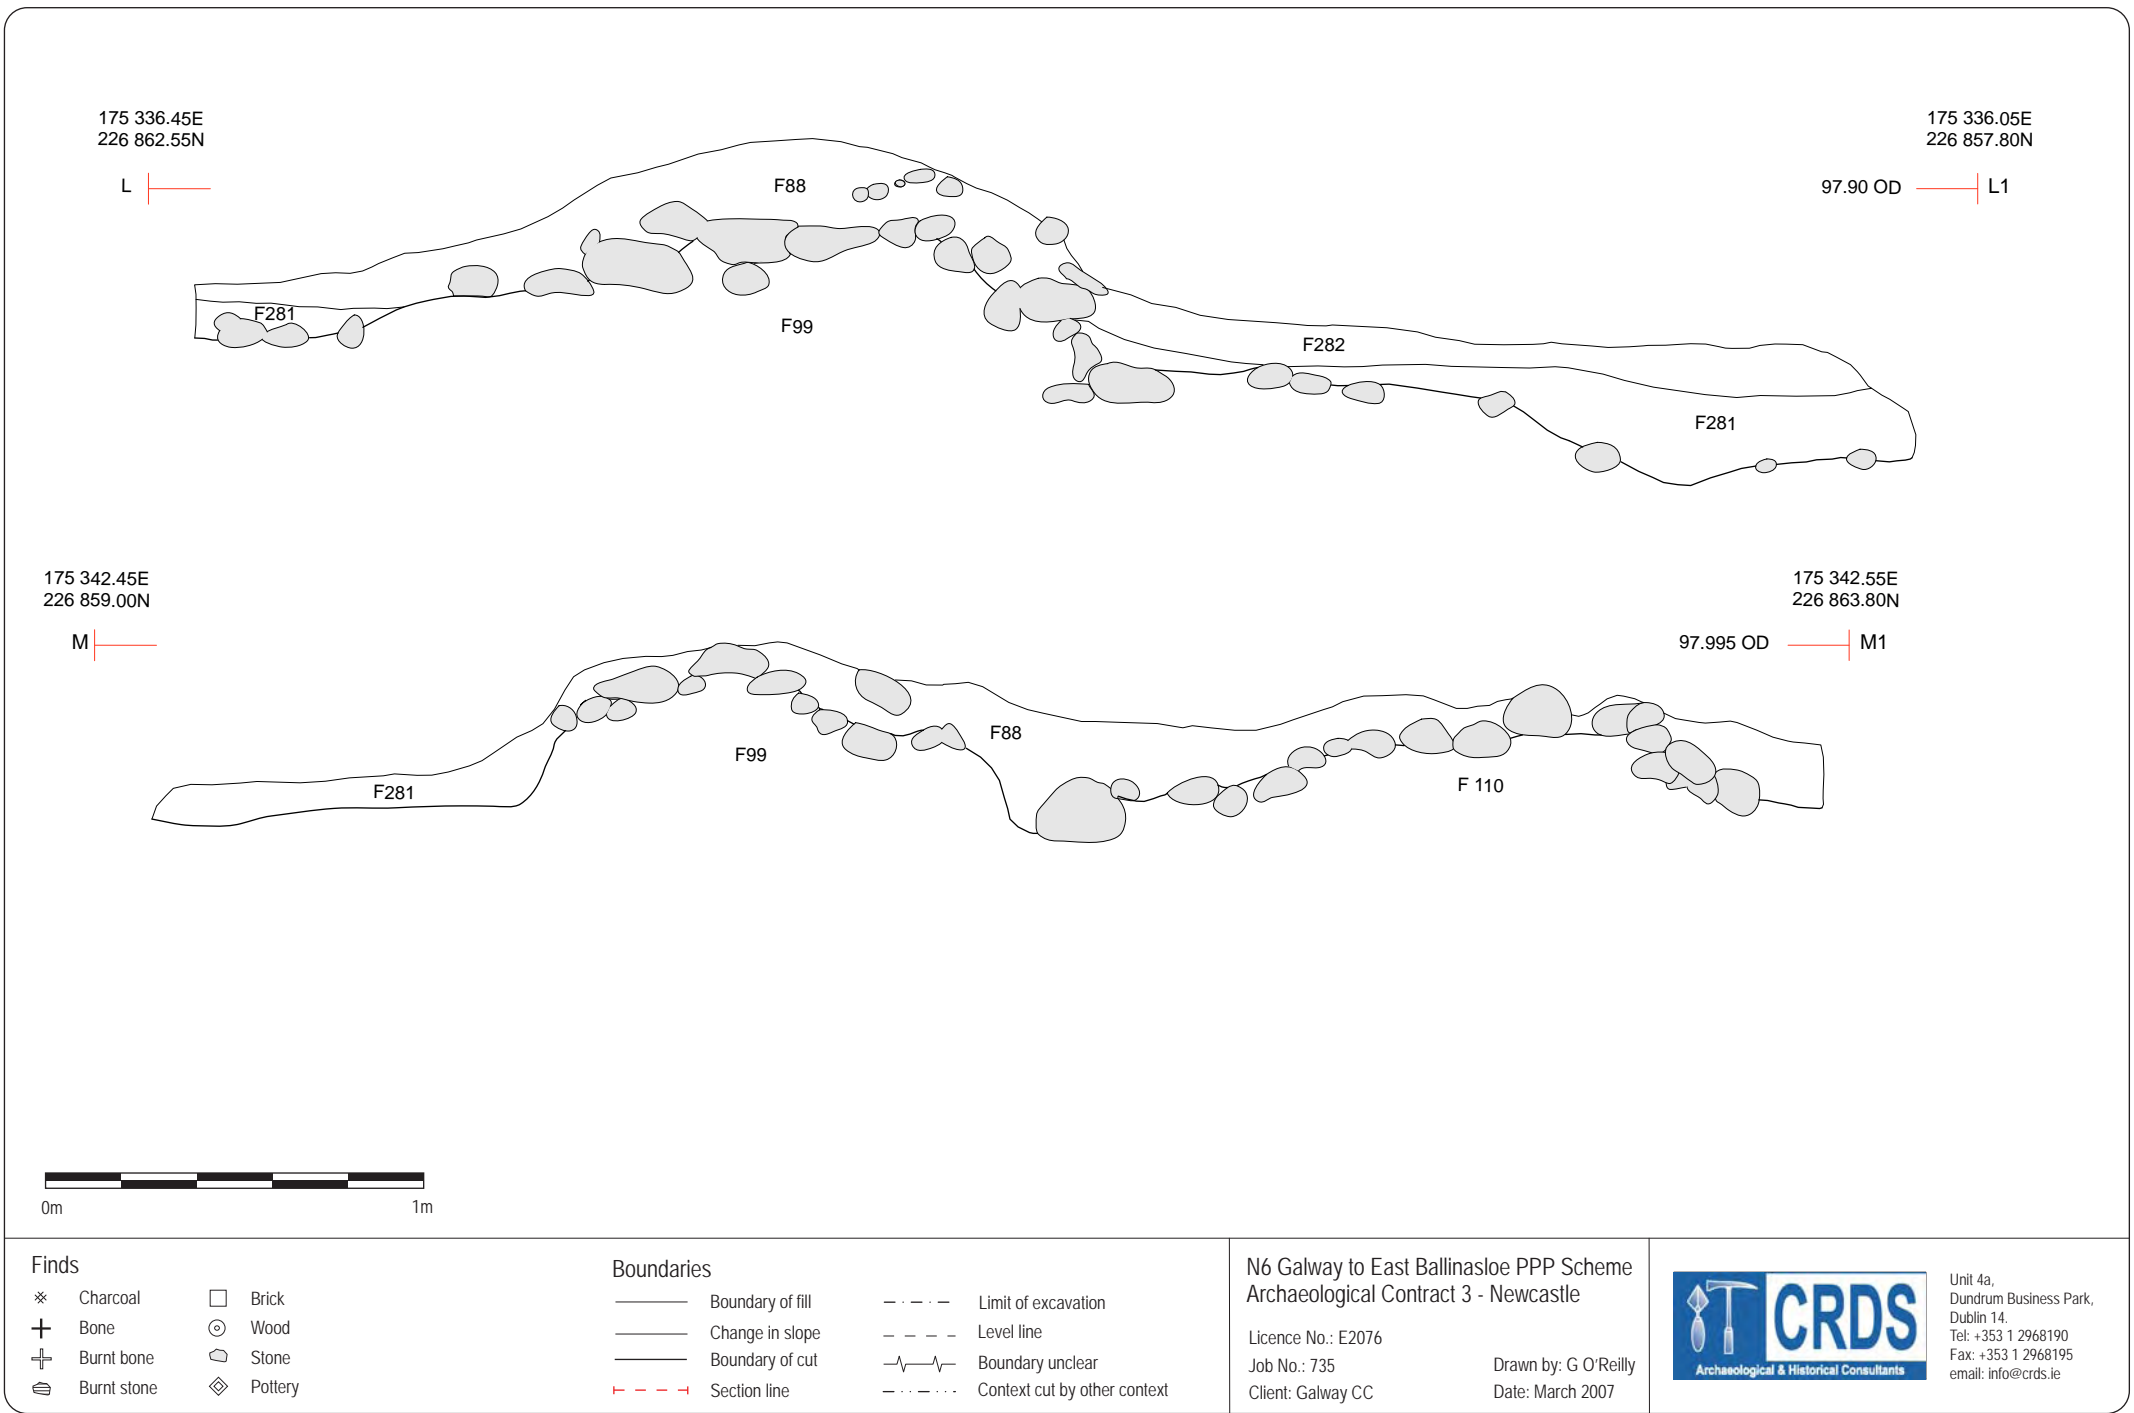 175 336.45E
226 862.55N
L
175 336.05E
226 857.80N
97.90 OD
L1
F88
F281
F99
F282
F281
175 342.45E
226 859.00N
M
175 342.55E
226 863.80N
97.995 OD
M1
F88
F99
F281
F 110
0m
1m
Finds
Charcoal
Bone
Burnt bone
Burnt stone
Brick
Wood
Stone
Pottery
Boundaries
Boundary of fill
Change in slope
Boundary of cut
Section line
Limit of excavation
Level line
Boundary unclear
Context cut by other context
N6 Galway to East Ballinasloe PPP Scheme
Archaeological Contract 3 - Newcastle
Licence No.: E2076
Job No.: 735
Client: Galway CC
Drawn by: G O'Reilly
Date: March 2007
CRDS
Archaeological & Historical Consultants
Unit 4a,
Dundrum Business Park,
Dublin 14.
Tel: +353 1 2968190
Fax: +353 1 2968195
email: info@crds.ie